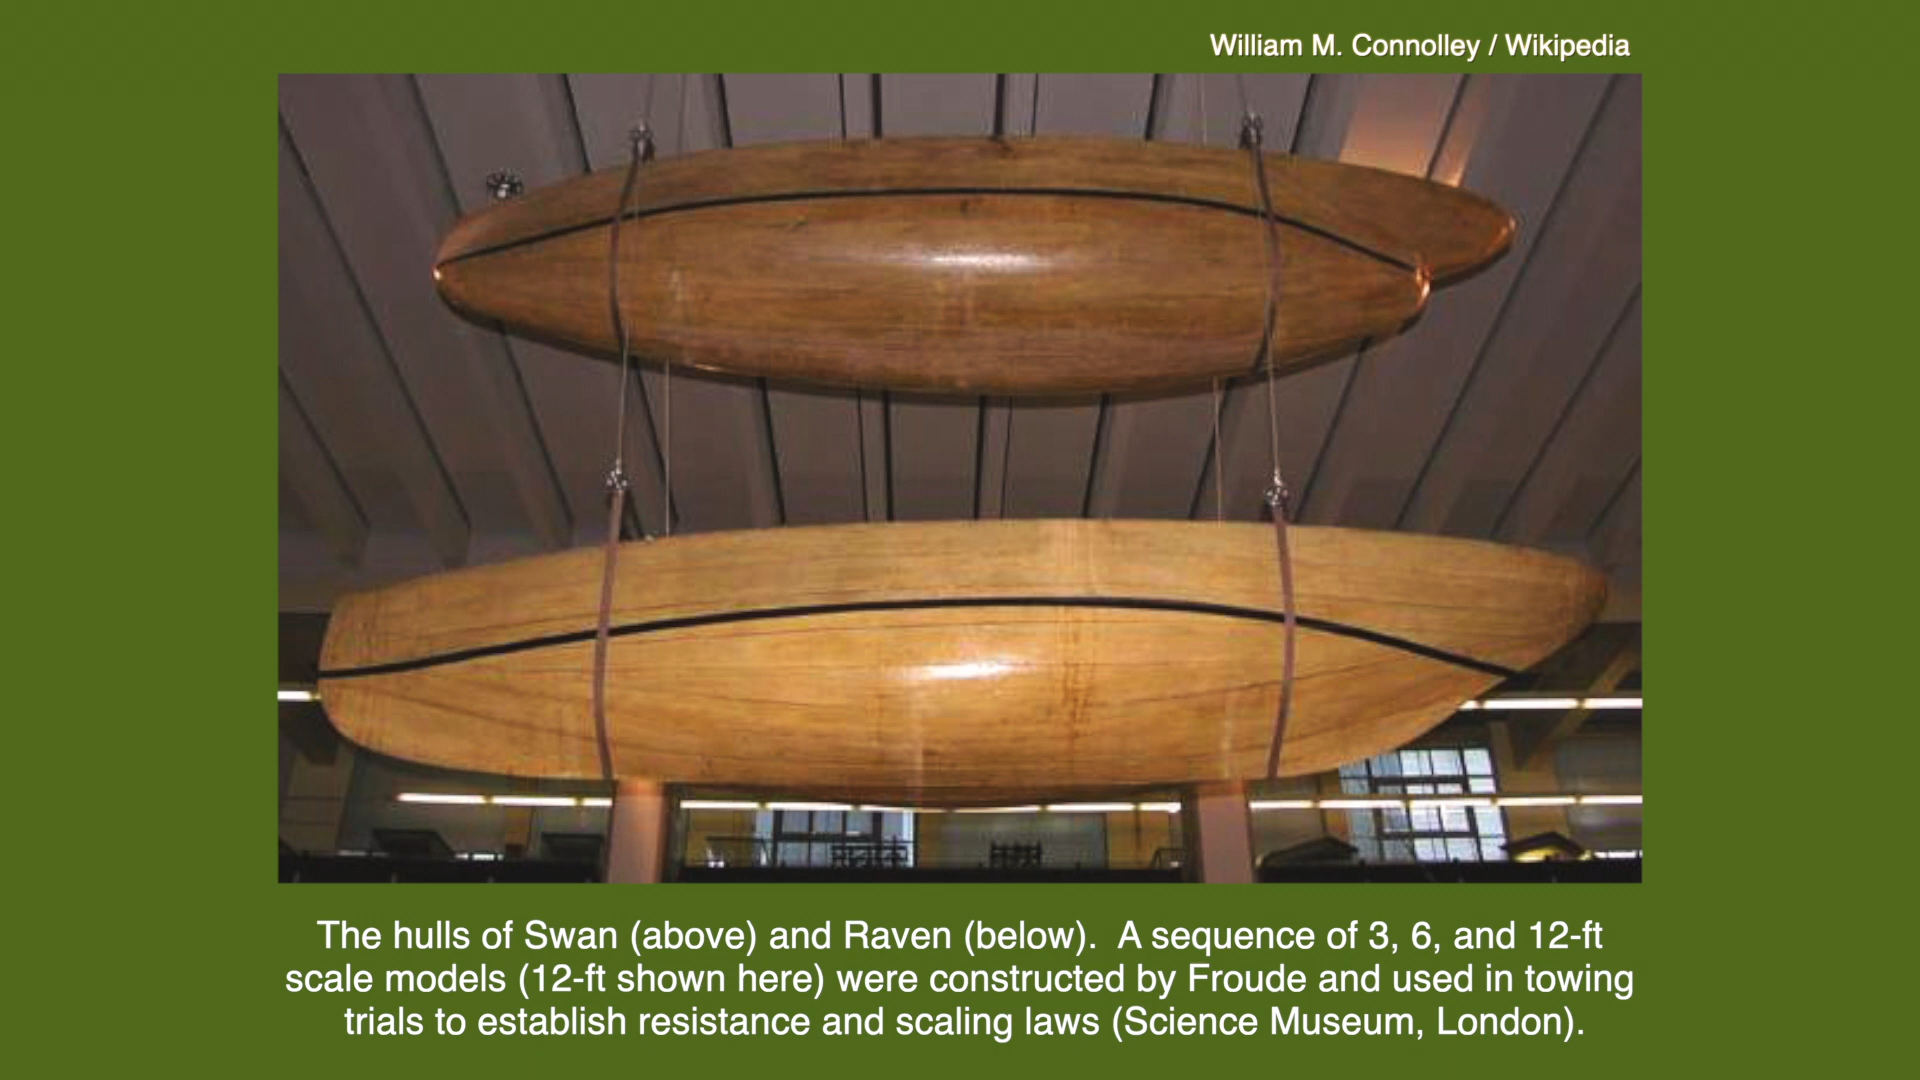 William M. Connolley / Wikipedia
The hulls of Swan (above) and Raven (below).  A sequence of 3, 6, and 12-ft
scale models (12-ft shown here) were constructed by Froude and used in towing
trials to establish resistance and scaling laws (Science Museum, London).